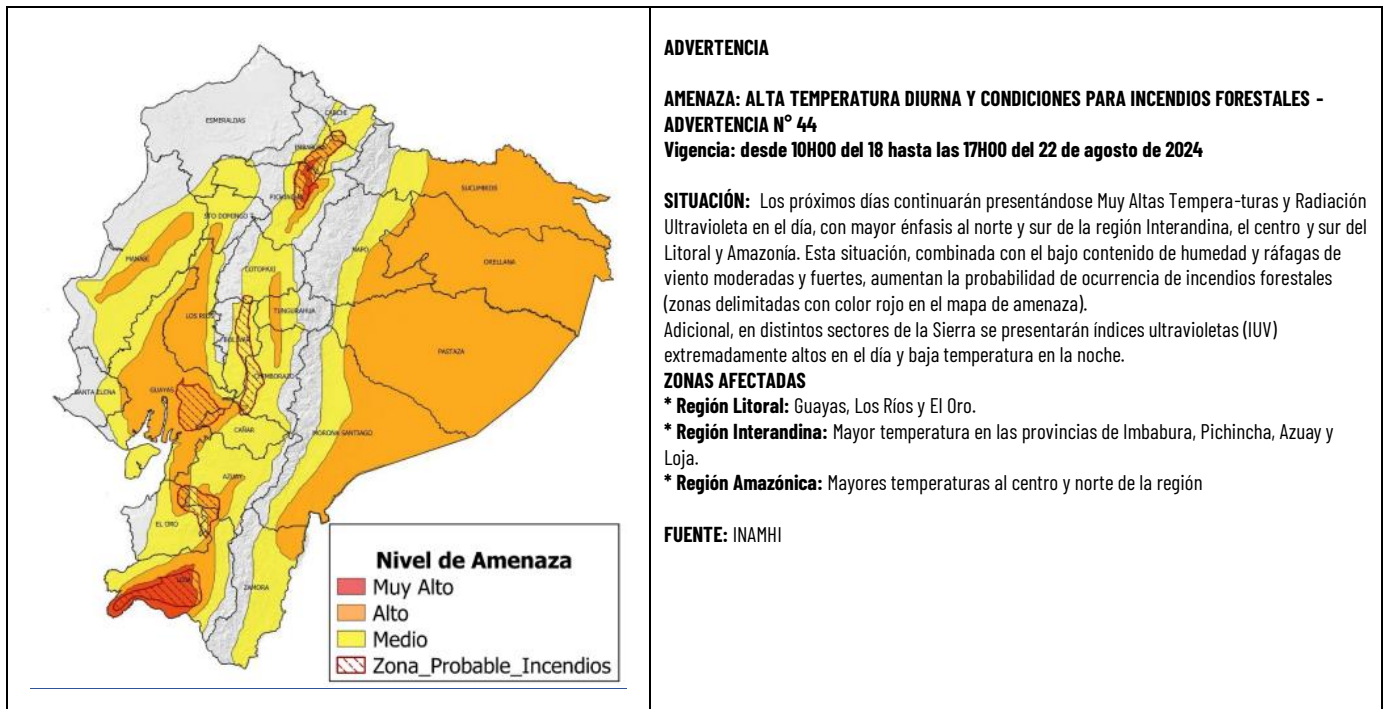 ESMERALDAS
CARCHI
IMBABURA
SUCUMBIOS
PICHINCHA
STO DOMINGO T.
NAPO
MANABI
ORELLANA
COTOPAXI
LOS RIOS
TUNGURAHUA
BOLIVAR
PASTAZA
CHIMBORAZO
SANTA ELENA
GUAYAS
CAÑAR
MORONA SANTIAGO
AZUAY
EL ORO
LOJA
ZAMORA
Nivel de Amenaza
Muy Alto
Alto
Medio
Zona_Probable_Incendios
ADVERTENCIA
AMENAZA: ALTA TEMPERATURA DIURNA Y CONDICIONES PARA INCENDIOS FORESTALES -
ADVERTENCIA N° 44
Vigencia: desde 10H00 del 18 hasta las 17H00 del 22 de agosto de 2024
SITUACIÓN: Los próximos días continuarán presentándose Muy Altas Tempera-turas y Radiación
Ultravioleta en el día, con mayor énfasis al norte y sur de la región Interandina, el centro y sur del
Litoral y Amazonía. Esta situación, combinada con el bajo contenido de humedad y ráfagas de
viento moderadas y fuertes, aumentan la probabilidad de ocurrencia de incendios forestales
(zonas delimitadas con color rojo en el mapa de amenaza).
Adicional, en distintos sectores de la Sierra se presentarán índices ultravioletas (IUV)
extremadamente altos en el día y baja temperatura en la noche.
ZONAS AFECTADAS
* Región Litoral: Guayas, Los Ríos y El Oro.
* Región Interandina: Mayor temperatura en las provincias de Imbabura, Pichincha, Azuay y
Loja.
* Región Amazónica: Mayores temperaturas al centro y norte de la región
FUENTE: INAMHI